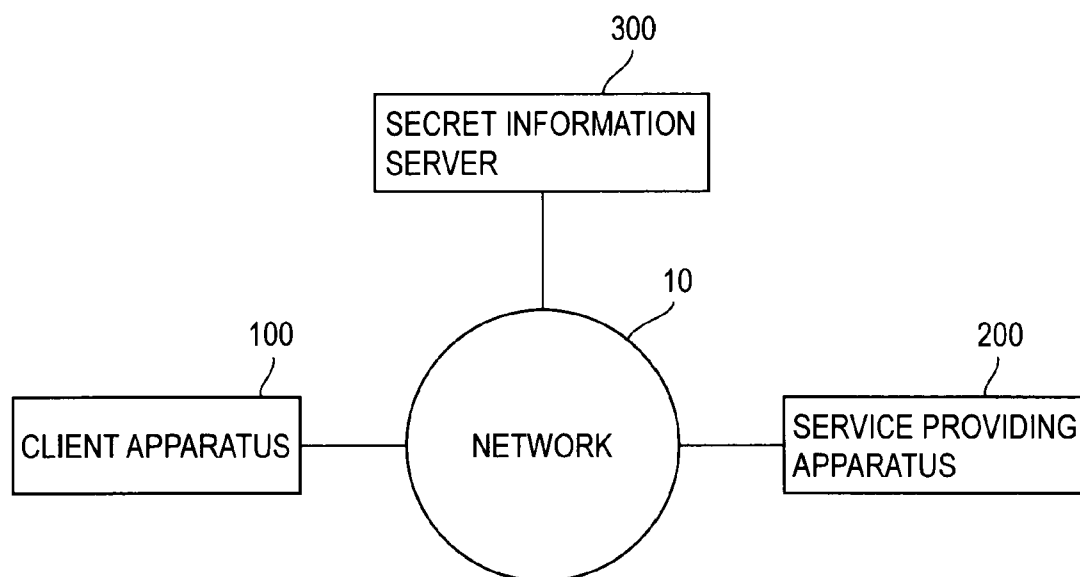 300
SECRET INFORMATION
SERVER
10
100
200
CLIENT APPARATUS
NETWORK
SERVICE PROVIDING
APPARATUS